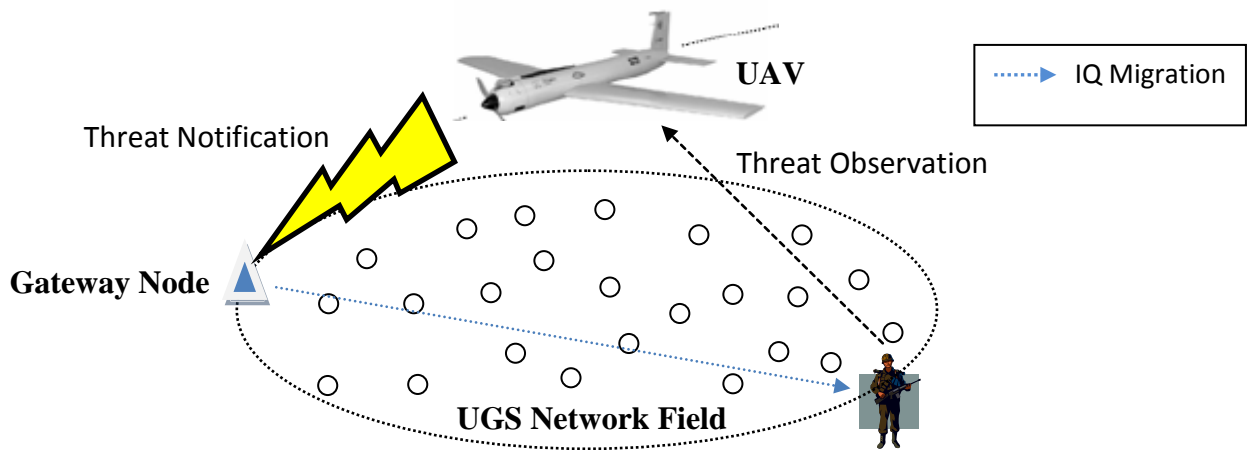 UAV
IQ Migration
Threat Notification
Threat Observation
Gateway Node
UGS Network Field